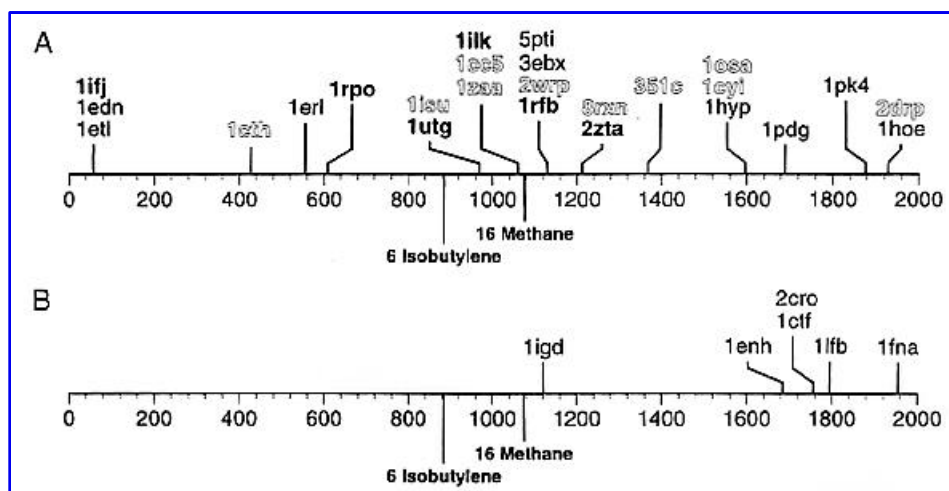 A
1ifj
1edn
1etl
1cth
1erl
1rpo
1isu
1utg
1ilk
1cc5
1zaa
5pti
3ebx
2wrp
1rfb
8rxn
2zta
351c
1osa
1cyi
1hyp
1pdg
1pk4
2drp
1hoe
0 200 400 600 800 1000 1200 1400 1600 1800 2000
16 Methane
6 Isobutylene
B
1igd
1enh
2cro
1ctf
1lfb
1fna
0 200 400 600 800 1000 1200 1400 1600 1800 2000
16 Methane
6 Isobutylene